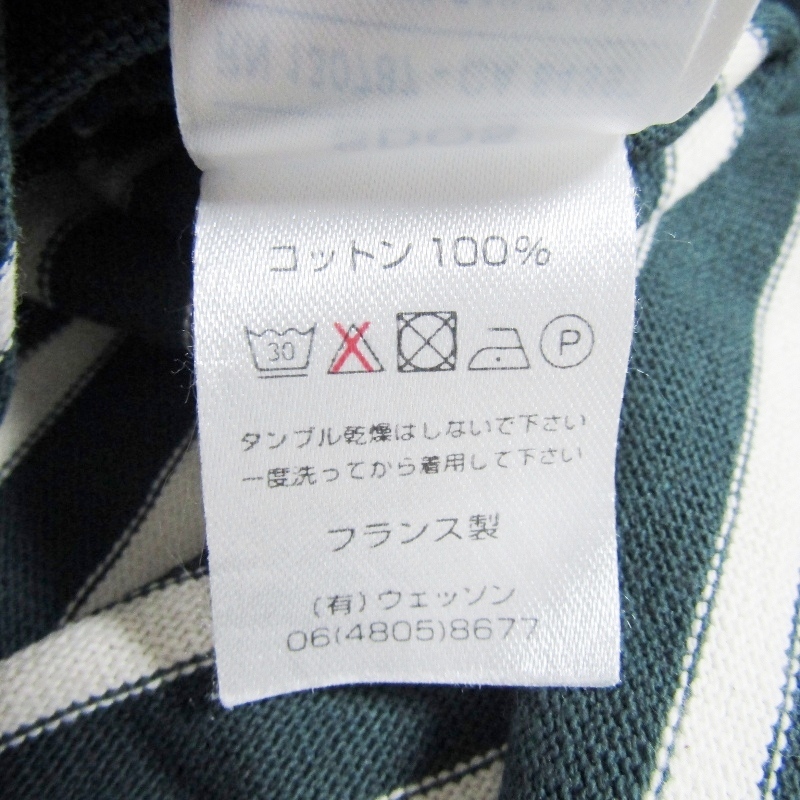 コットン 100%
30 P
タンブル乾燥はしないで下さい
一度洗ってから着用して下さい
フランス製
(有) ウェッソン
06(4805)8677